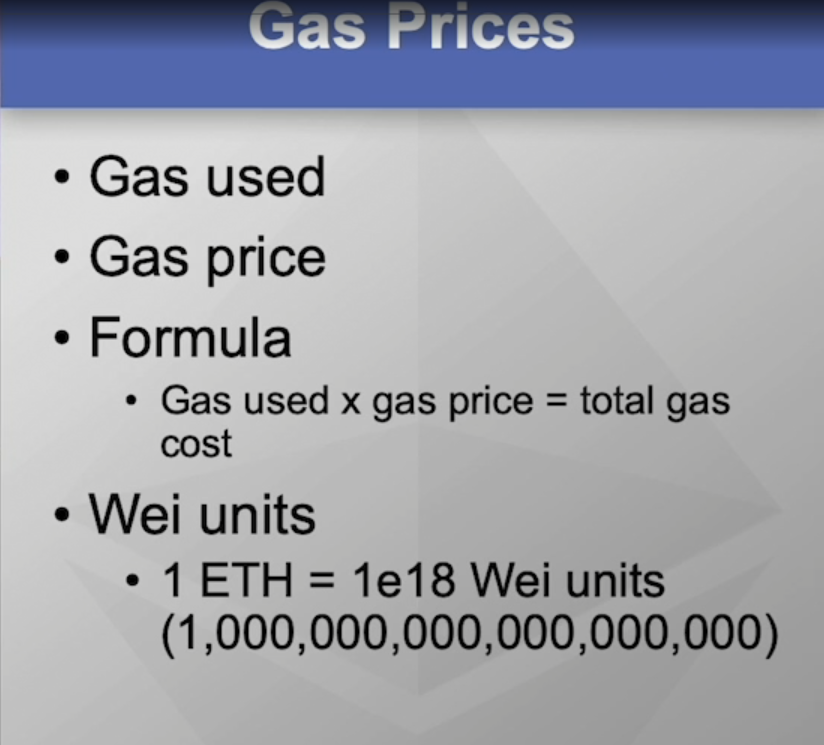 Gas Prices
• Gas used
• Gas price
• Formula
• Gas used x gas price = total gas
cost
• Wei units
• 1 ETH = 1e18 Wei units
(1,000,000,000,000,000,000)